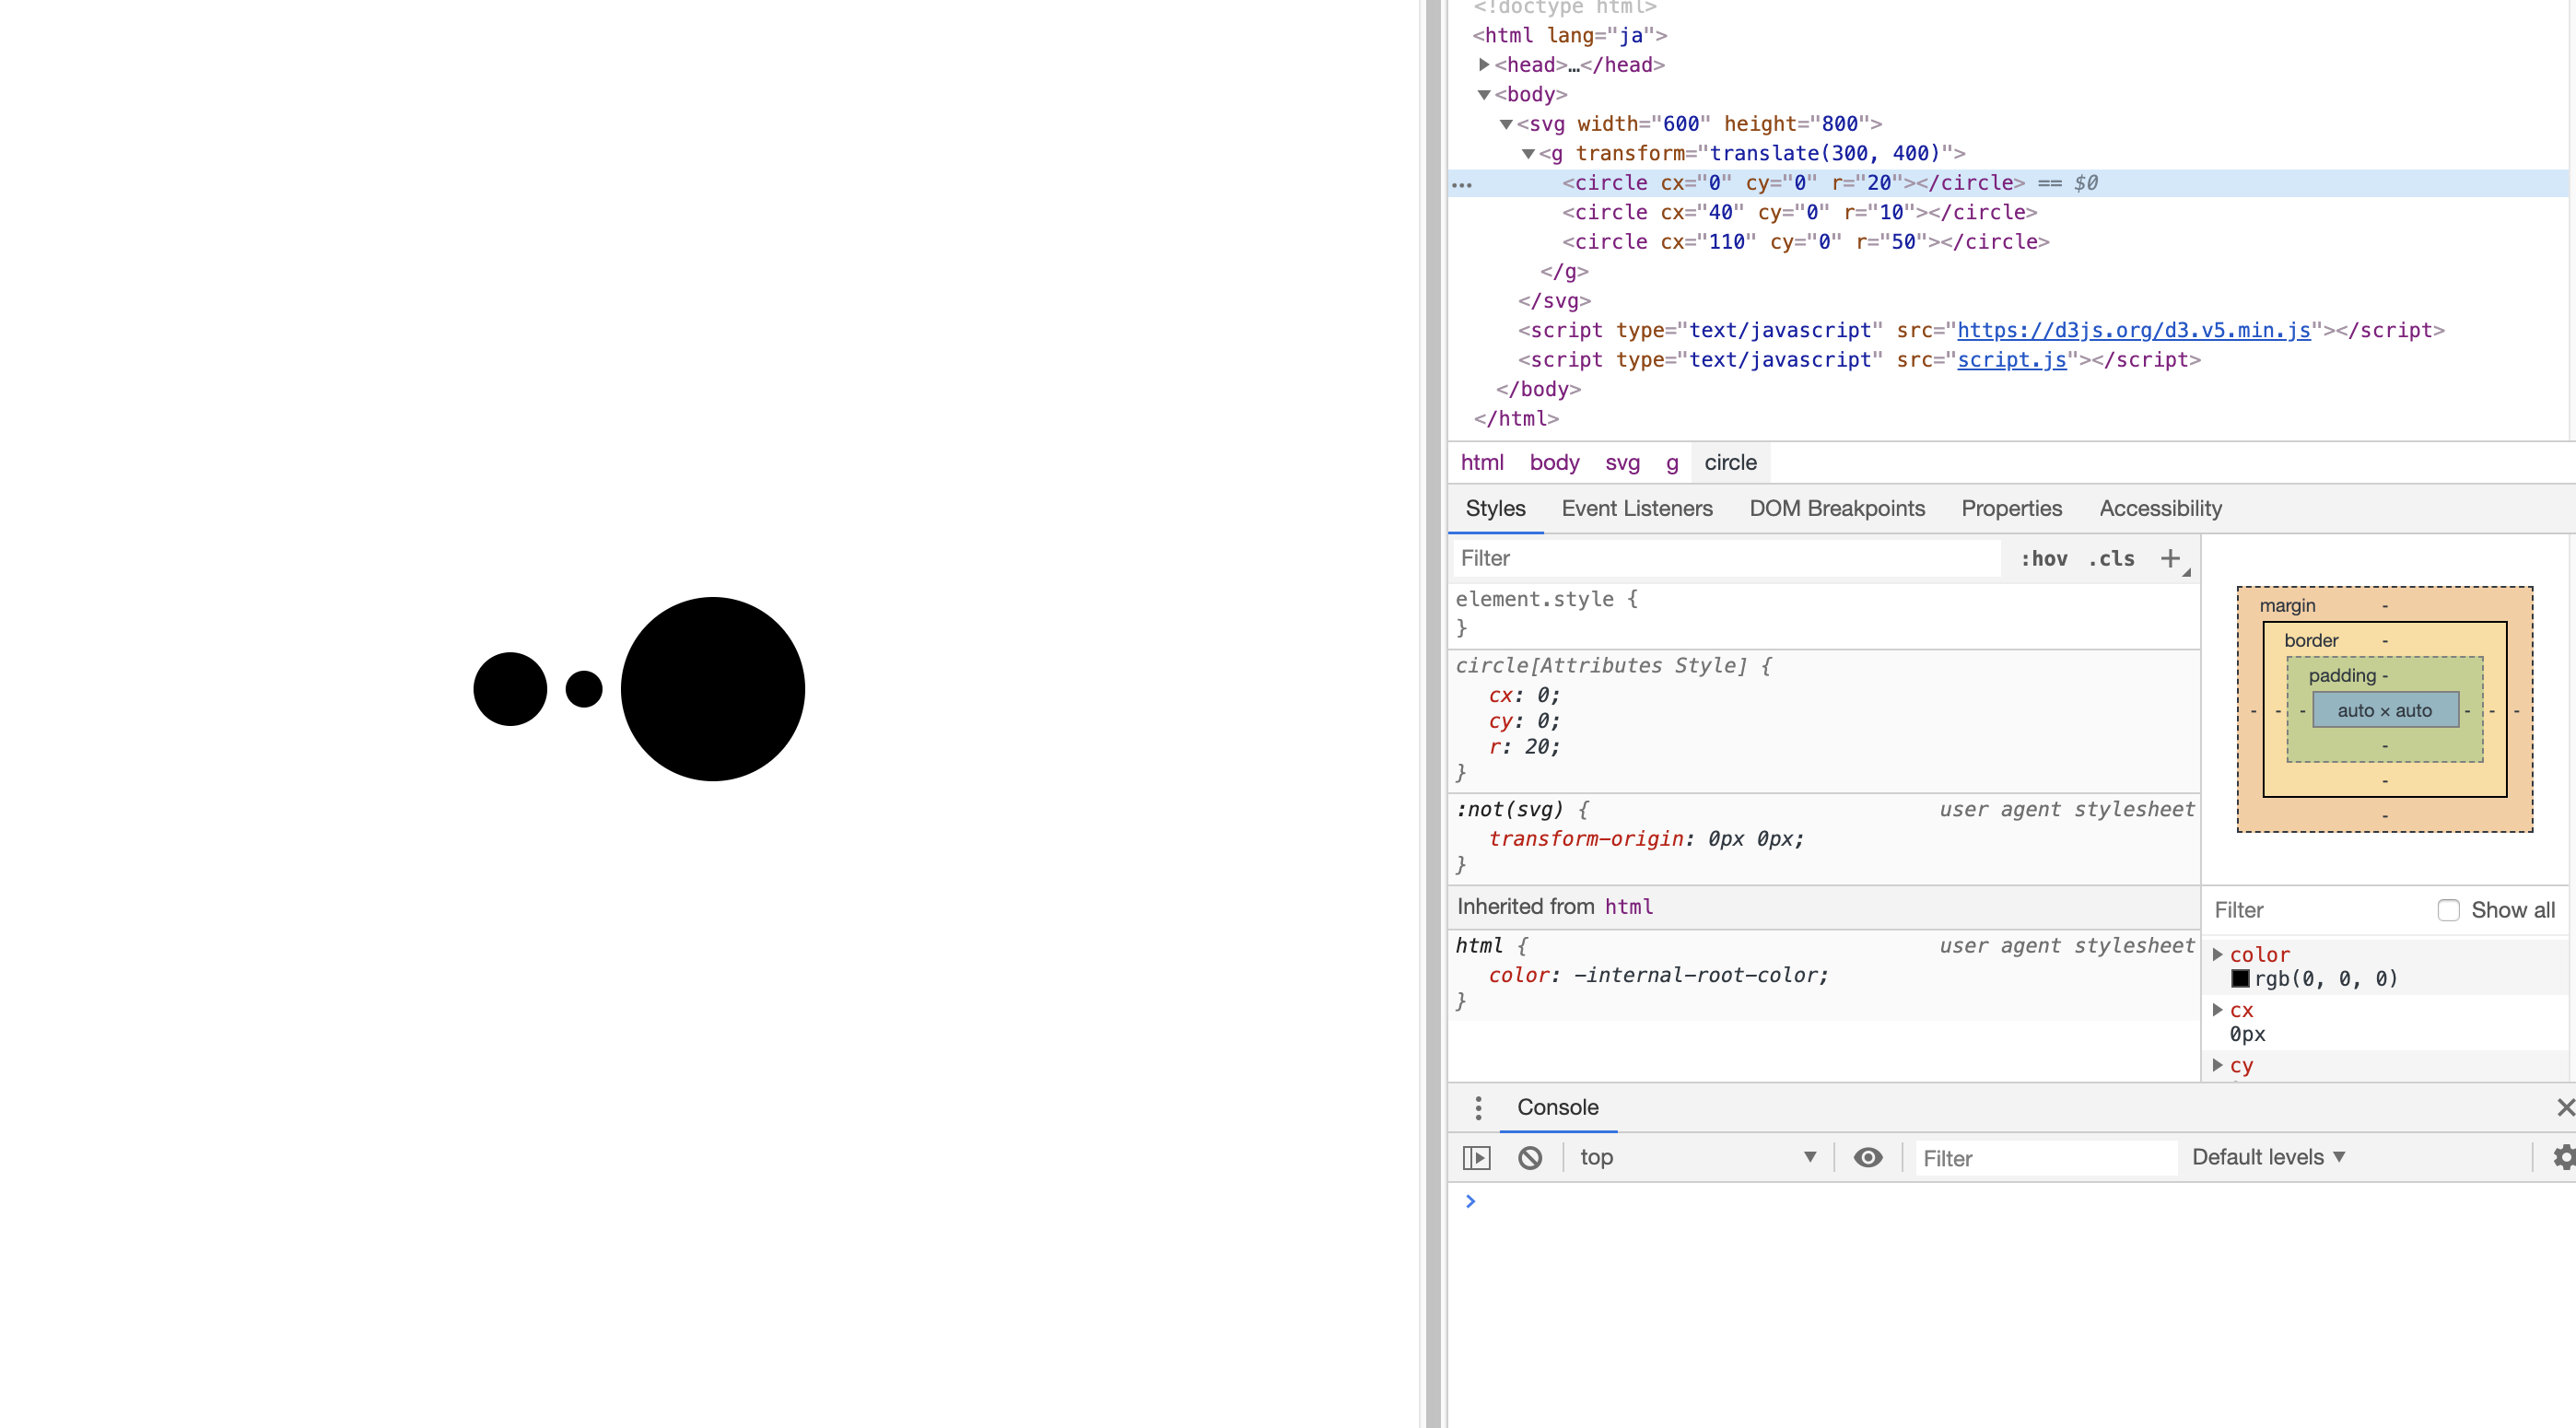 <!doctype html>
<html lang="ja">
<head>…</head>
<body>
<svg width="600" height="800">
<g transform="translate(300, 400)">
… <circle cx="0" cy="0" r="20"></circle> == $0
<circle cx="40" cy="0" r="10"></circle>
<circle cx="110" cy="0" r="50"></circle>
</g>
</svg>
<script type="text/javascript" src="https://d3js.org/d3.v5.min.js"></script>
<script type="text/javascript" src="script.js"></script>
</body>
</html>
html body svg g circle
Styles Event Listeners DOM Breakpoints Properties Accessibility
Filter :hov .cls +
element.style {
}
circle[Attributes Style] {
cx: 0;
cy: 0;
r: 20;
}
:not(svg) { user agent stylesheet
transform-origin: 0px 0px;
}
Inherited from html
html { user agent stylesheet
color: -internal-root-color;
}
margin -
border -
padding -
- - - auto × auto - - -
-
-
-
Filter Show all
color
rgb(0, 0, 0)
cx
0px
cy
Console
top Filter Default levels